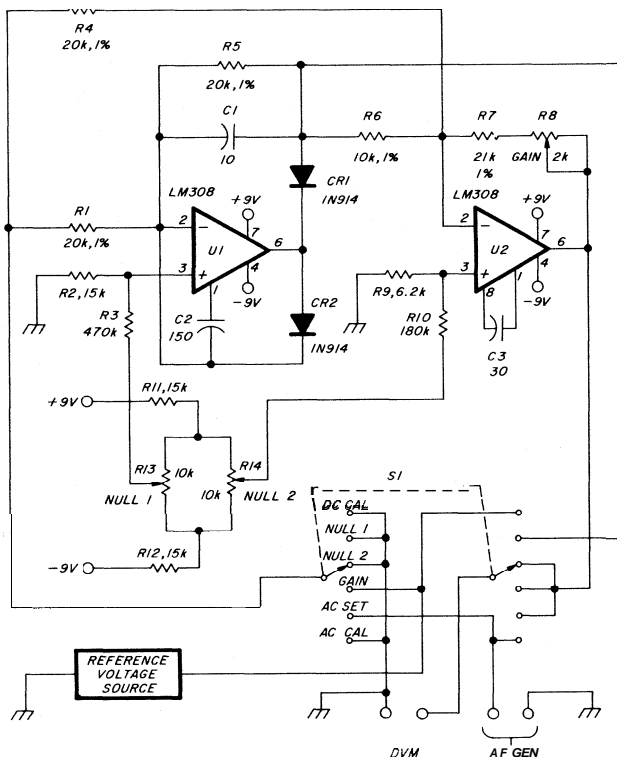 R4
20k,1%
R5
20k,1%
C1
10
R6
10k,1%
R7
21k
1%
R8
GAIN 2k
LM308
+9V
CR1
1N914
LM308
+9V
R1
20k,1%
2
-
U1
6
7
3
+
4
1
-9V
2
-
U2
6
7
3
+
4
8
1
-9V
R2,15k
R3
470k
C2
150
CR2
1N914
R9,6.2k
R10
180k
C3
30
+9V
R11,15k
R13
10k
NULL 1
R14
10k
NULL 2
-9V
R12,15k
S1
DC CAL
NULL 1
NULL 2
GAIN
AC SET
AC CAL
REFERENCE
VOLTAGE
SOURCE
DVM
AF GEN